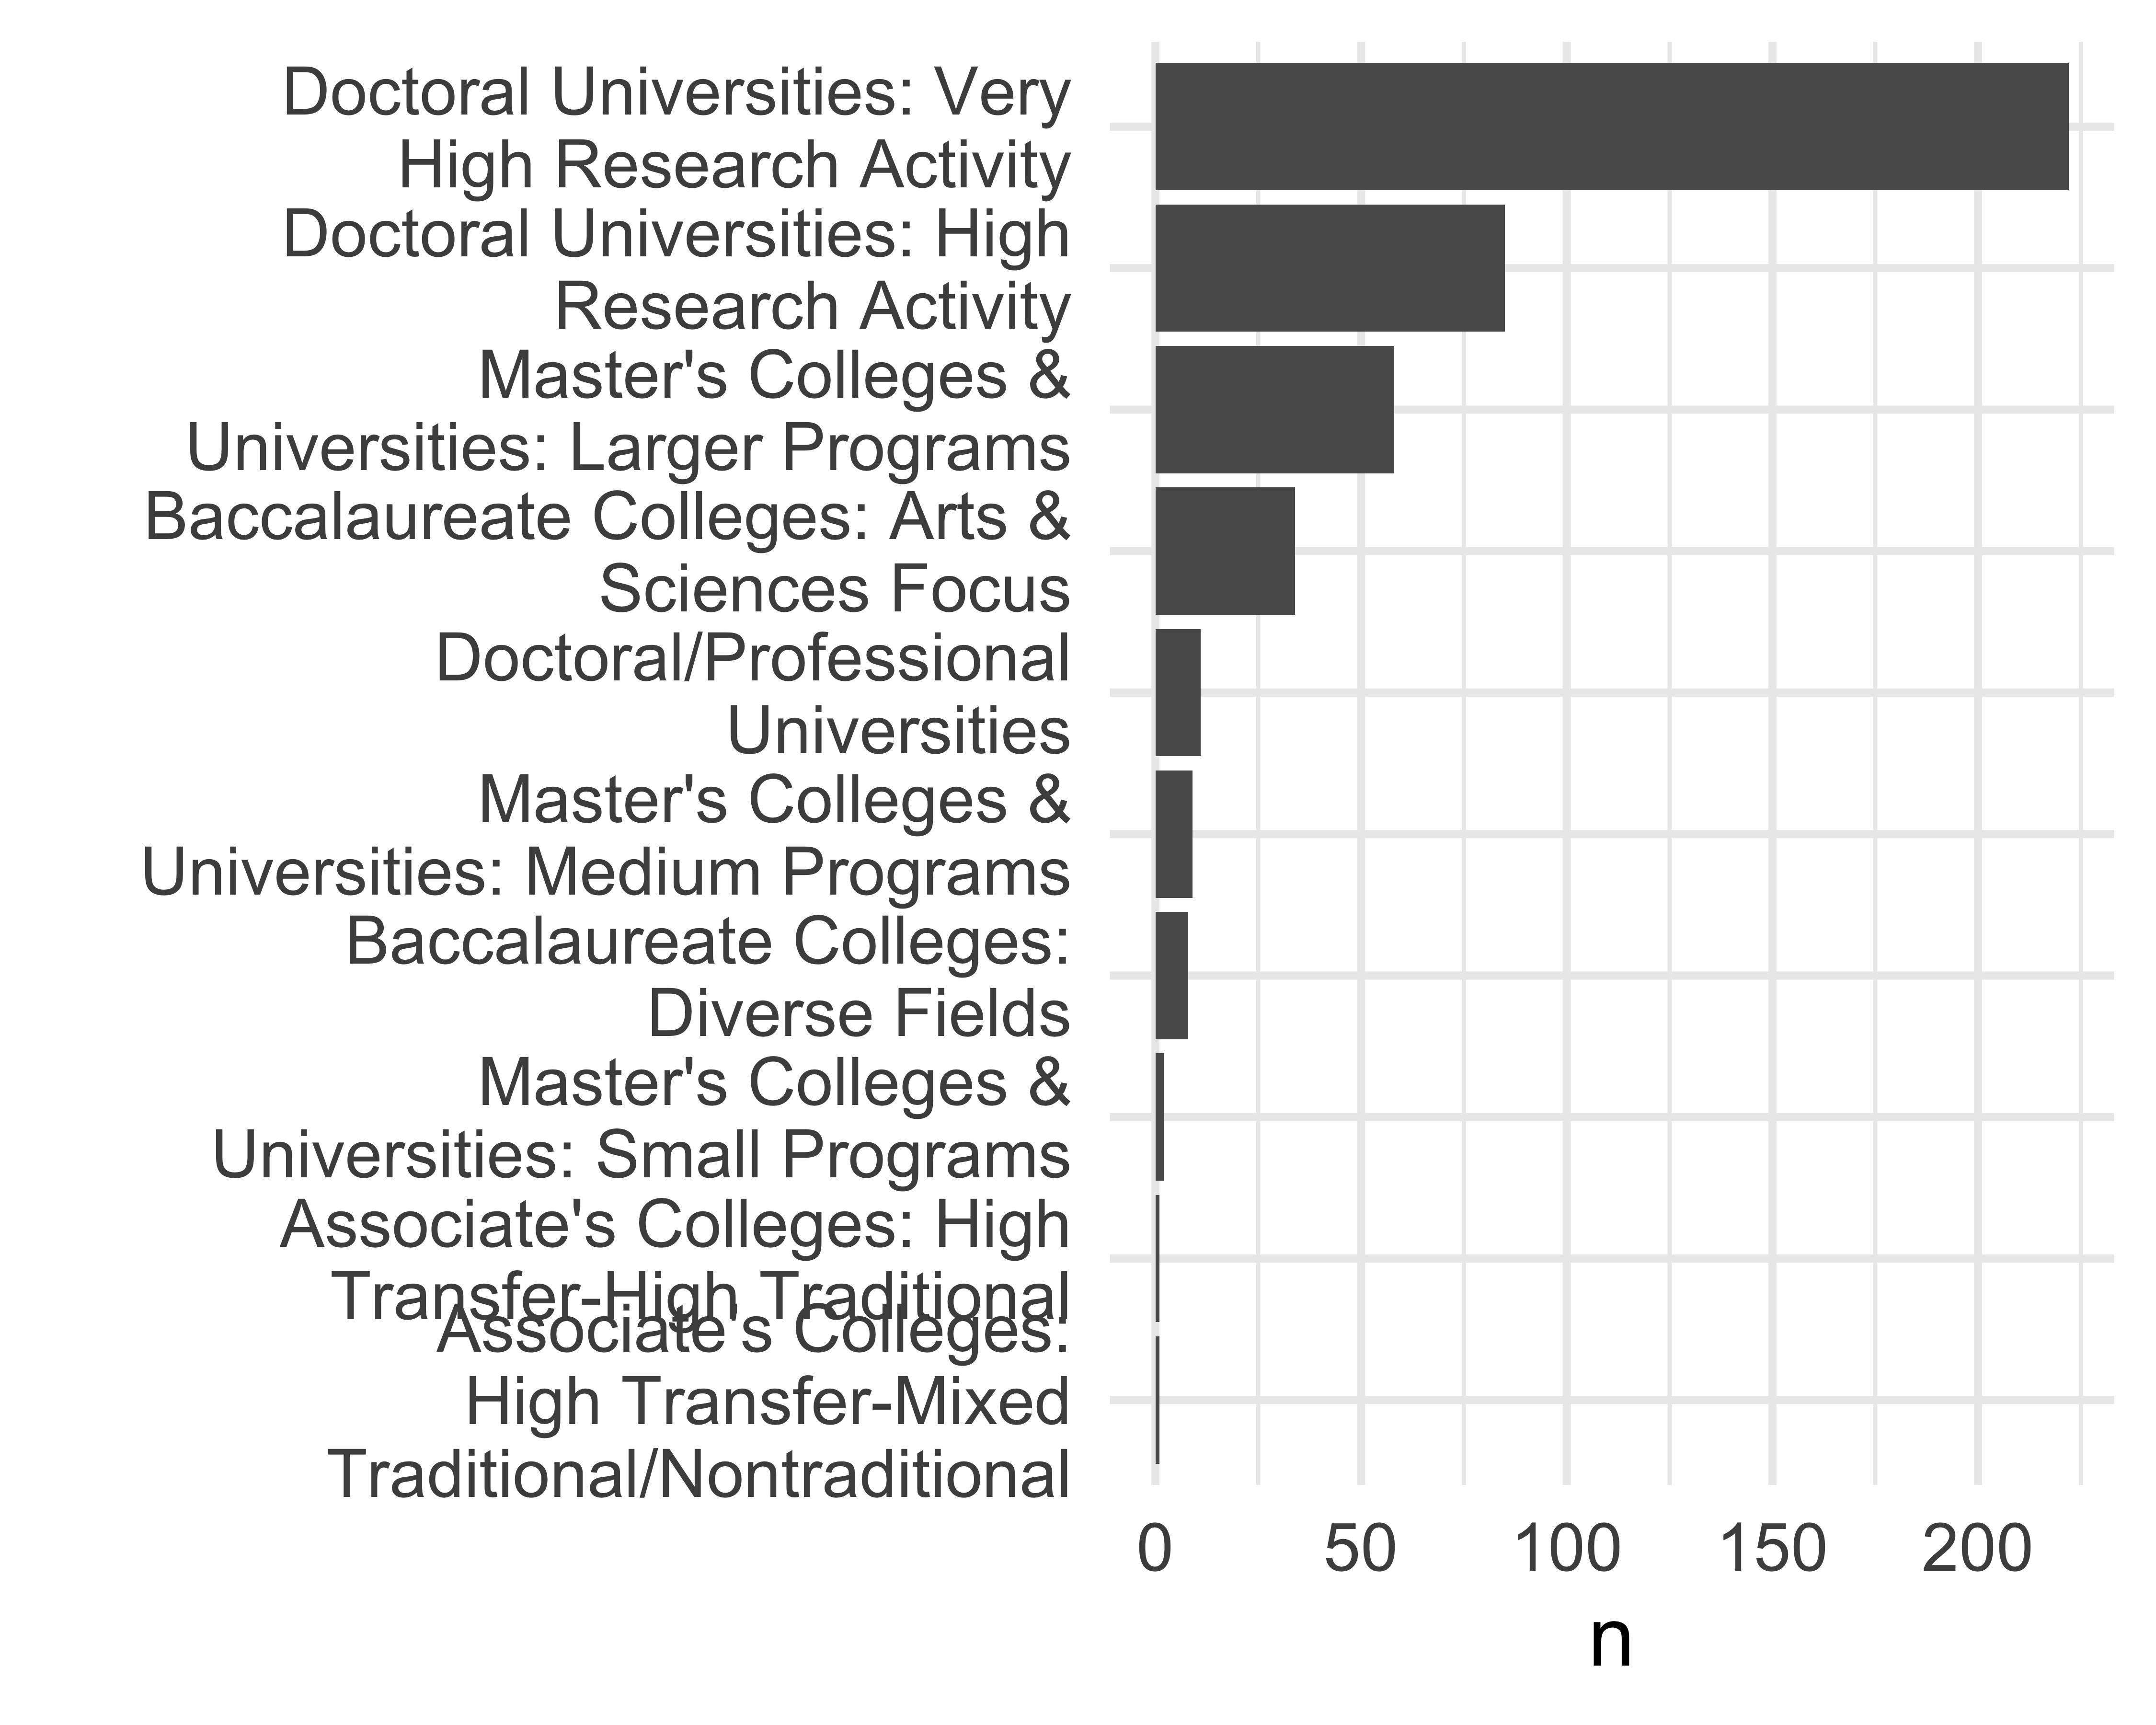 Doctoral Universities: Very
High Research Activity
Doctoral Universities: High
Research Activity
Master's Colleges &
Universities: Larger Programs
Baccalaureate Colleges: Arts &
Sciences Focus
Doctoral/Professional
Universities
Master's Colleges &
Universities: Medium Programs
Baccalaureate Colleges:
Diverse Fields
Master's Colleges &
Universities: Small Programs
Associate's Colleges: High
Transfer-High Traditional
Associate's Colleges:
High Transfer-Mixed
Traditional/Nontraditional
0 50 100 150 200
n